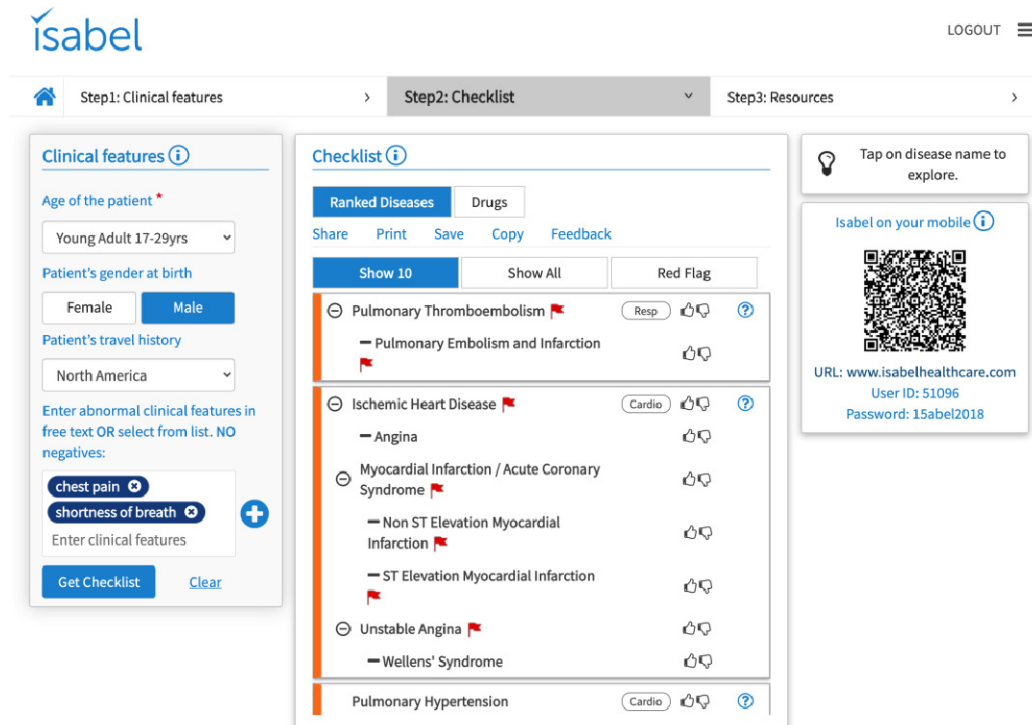 isabel
LOGOUT
Step1: Clinical features
Step2: Checklist
Step3: Resources
Clinical features
Age of the patient *
Young Adult 17-29yrs
Patient's gender at birth
Female
Male
Patient's travel history
North America
Enter abnormal clinical features in
free text OR select from list. NO
negatives:
chest pain
shortness of breath
Enter clinical features
Get Checklist
Clear
Checklist
Ranked Diseases
Drugs
Share
Print
Save
Copy
Feedback
Show 10
Show All
Red Flag
Pulmonary Thromboembolism
Resp
Pulmonary Embolism and Infarction
Ischemic Heart Disease
Cardio
Angina
Myocardial Infarction / Acute Coronary
Syndrome
Non ST Elevation Myocardial
Infarction
ST Elevation Myocardial Infarction
Unstable Angina
Wellens' Syndrome
Pulmonary Hypertension
Cardio
Tap on disease name to
explore.
Isabel on your mobile
URL: www.isabelhealthcare.com
User ID: 51096
Password: 15abel2018